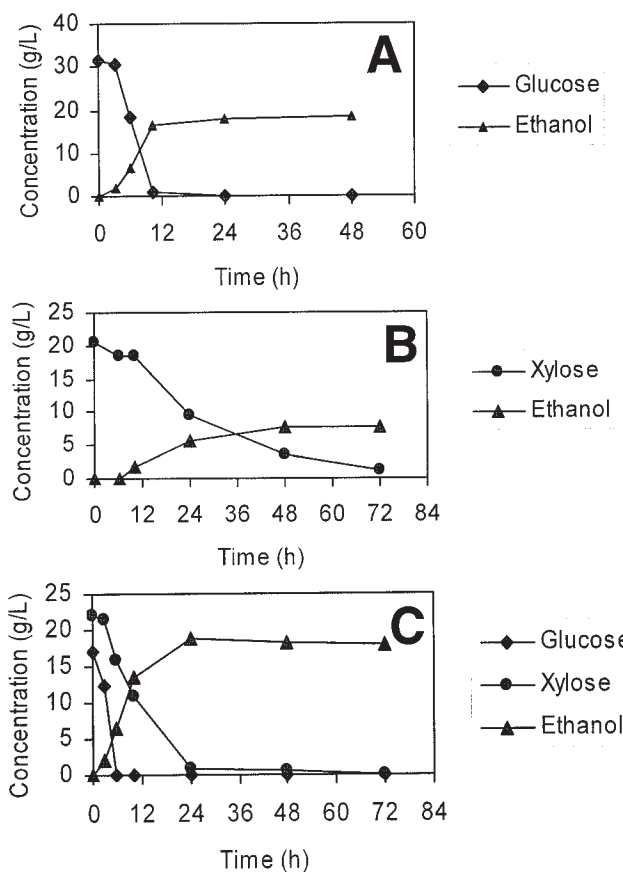 Concentration (g/L)
40
30
20
10
0
0 12 24 36 48 60
Time (h)
A
Glucose
Ethanol
Concentration (g/L)
25
20
15
10
5
0
0 12 24 36 48 60 72 84
Time (h)
B
Xylose
Ethanol
Concentration (g/L)
25
20
15
10
5
0
0 12 24 36 48 60 72 84
Time (h)
C
Glucose
Xylose
Ethanol